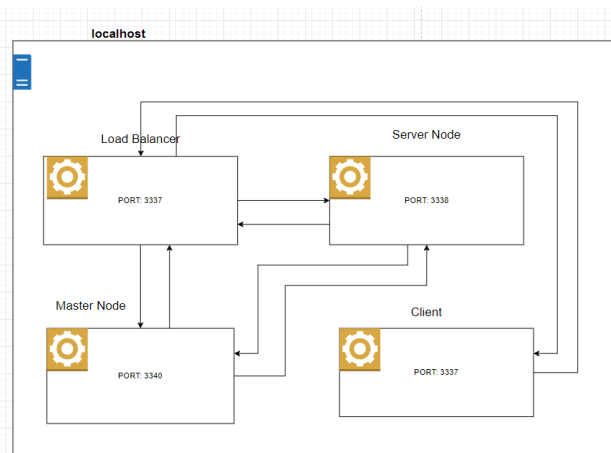 localhost
Load Balancer
Server Node
PORT: 3337
PORT: 3338
Master Node
Client
PORT: 3340
PORT: 3337